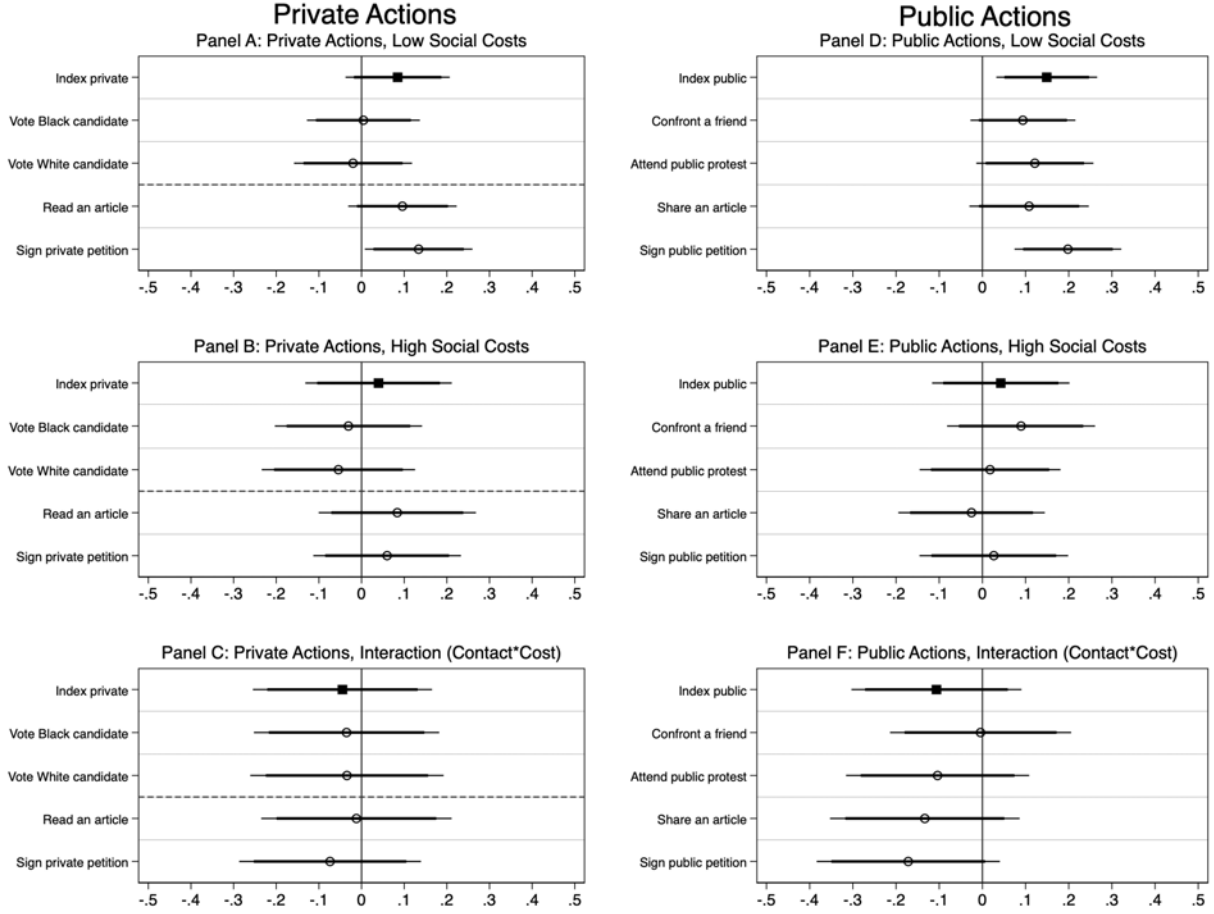 Private Actions
Panel A: Private Actions, Low Social Costs
Index private
Vote Black candidate
Vote White candidate
Read an article
Sign private petition
-.5 -.4 -.3 -.2 -.1 0 .1 .2 .3 .4 .5
Panel B: Private Actions, High Social Costs
Index private
Vote Black candidate
Vote White candidate
Read an article
Sign private petition
-.5 -.4 -.3 -.2 -.1 0 .1 .2 .3 .4 .5
Panel C: Private Actions, Interaction (Contact*Cost)
Index private
Vote Black candidate
Vote White candidate
Read an article
Sign private petition
-.5 -.4 -.3 -.2 -.1 0 .1 .2 .3 .4 .5
Public Actions
Panel D: Public Actions, Low Social Costs
Index public
Confront a friend
Attend public protest
Share an article
Sign public petition
-.5 -.4 -.3 -.2 -.1 0 .1 .2 .3 .4 .5
Panel E: Public Actions, High Social Costs
Index public
Confront a friend
Attend public protest
Share an article
Sign public petition
-.5 -.4 -.3 -.2 -.1 0 .1 .2 .3 .4 .5
Panel F: Public Actions, Interaction (Contact*Cost)
Index public
Confront a friend
Attend public protest
Share an article
Sign public petition
-.5 -.4 -.3 -.2 -.1 0 .1 .2 .3 .4 .5